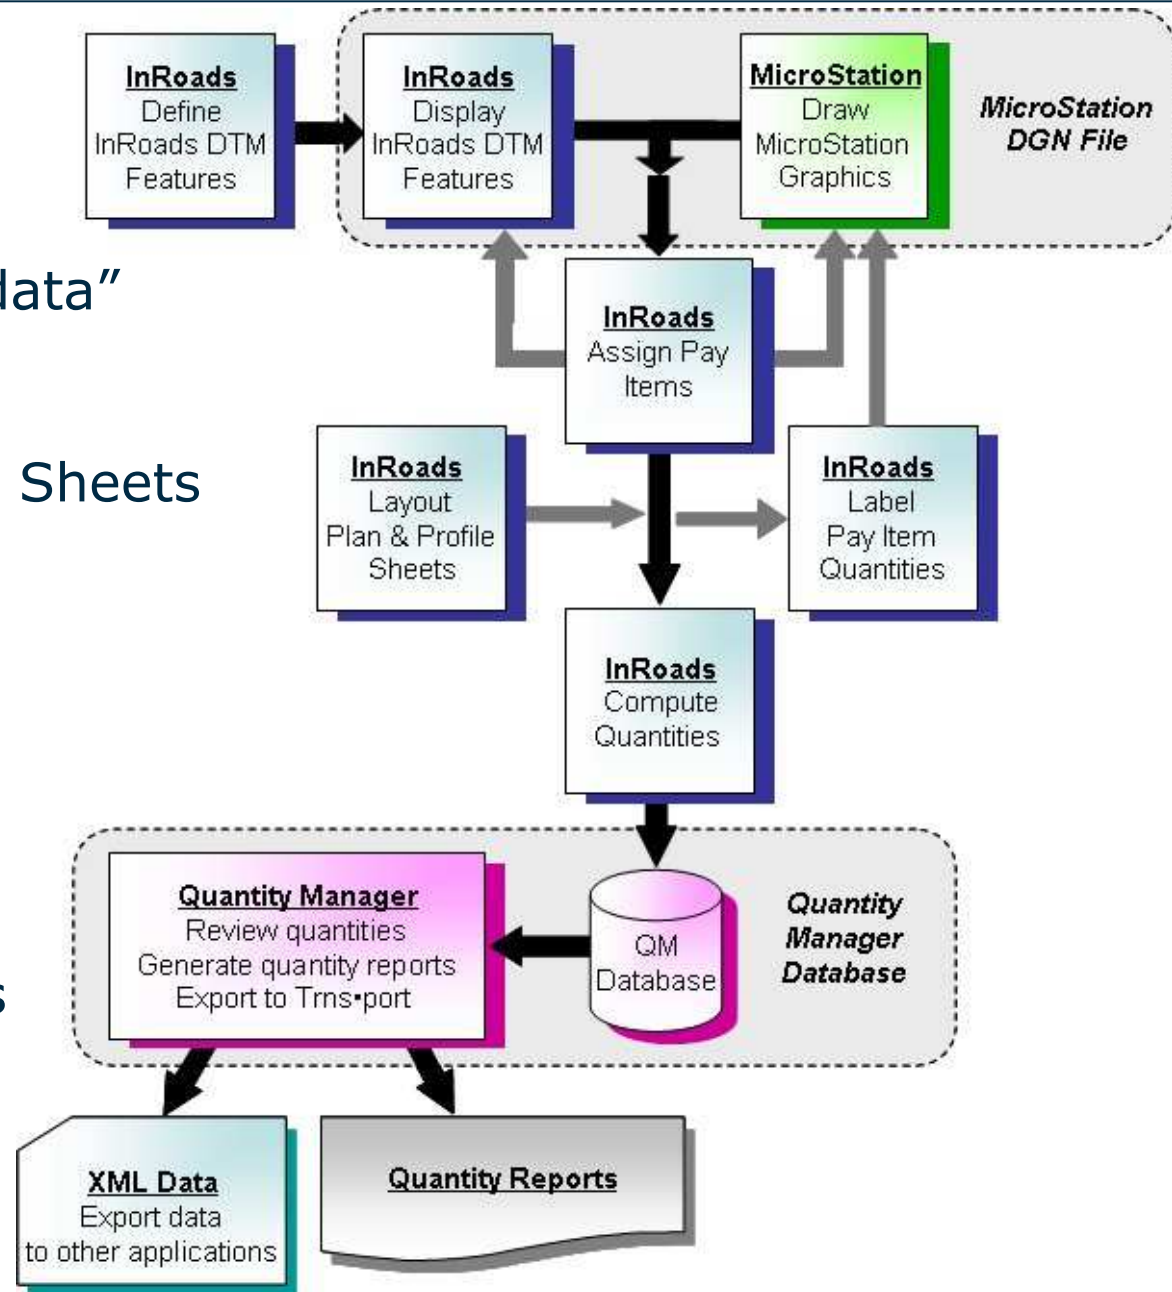 InRoads
Define
InRoads DTM
Features
InRoads
Display
InRoads DTM
Features
MicroStation
Draw
MicroStation
Graphics
MicroStation
DGN File
data”
InRoads
Assign Pay
Items
Sheets
InRoads
Layout
Plan & Profile
Sheets
InRoads
Label
Pay Item
Quantities
InRoads
Compute
Quantities
Quantity Manager
Review quantities
Generate quantity reports
Export to Trns•port
QM
Database
Quantity
Manager
Database
s
XML Data
Export data
to other applications
Quantity Reports